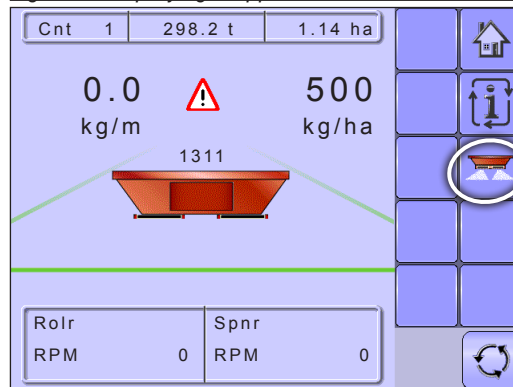 Cnt 1 298.2 t 1.14 ha
0.0 500
kg/m kg/ha
1311
Rolr Spnr
RPM 0 RPM 0